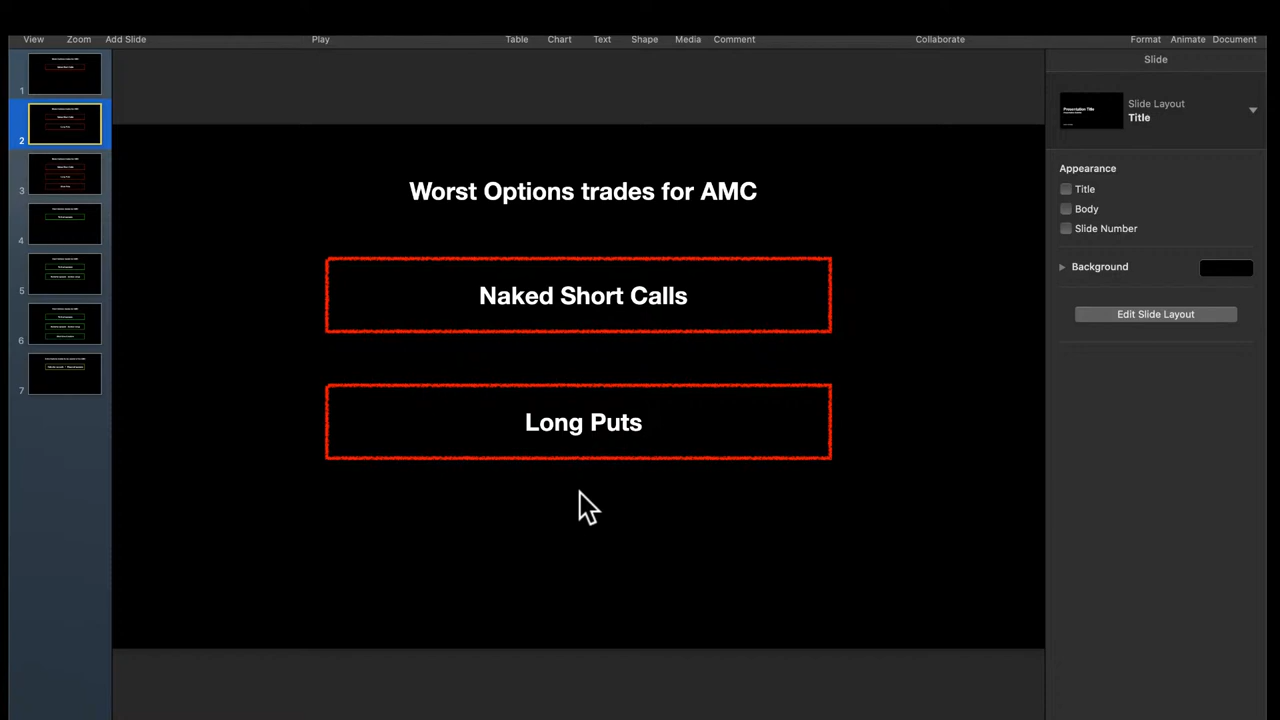 View
Zoom
Add Slide
Play
Table
Chart
Text
Shape
Media
Comment
Collaborate
Format
Animate
Document
1
2
3
4
5
6
7
Worst Options trades for AMC
Naked Short Calls
Long Puts
Slide
Presentation Title
Slide Layout
Title
Appearance
Title
Body
Slide Number
Background
Edit Slide Layout